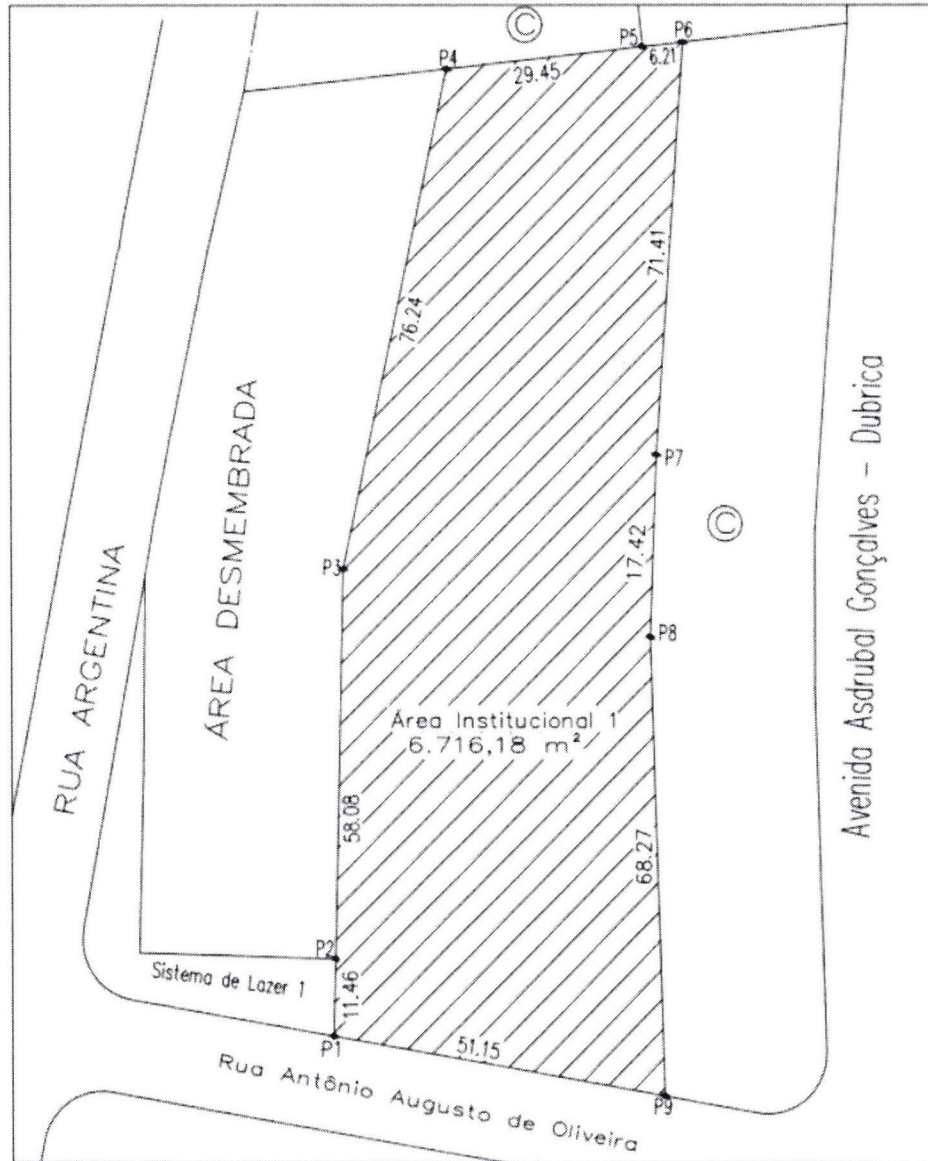 ©
P4
29.45
P5
6.21
P6
76.24
71.41
P7
17.42
P8
©
P3
ÁREA DESMEMBRADA
RUA ARGENTINA
Área Institucional 1
6.716,18 m²
58.08
68.27
P2
Sistema de Lazer 1
11.46
P1
51.15
P9
Rua Antônio Augusto de Oliveira
Avenida Asdrubal Gonçalves - Dubrica